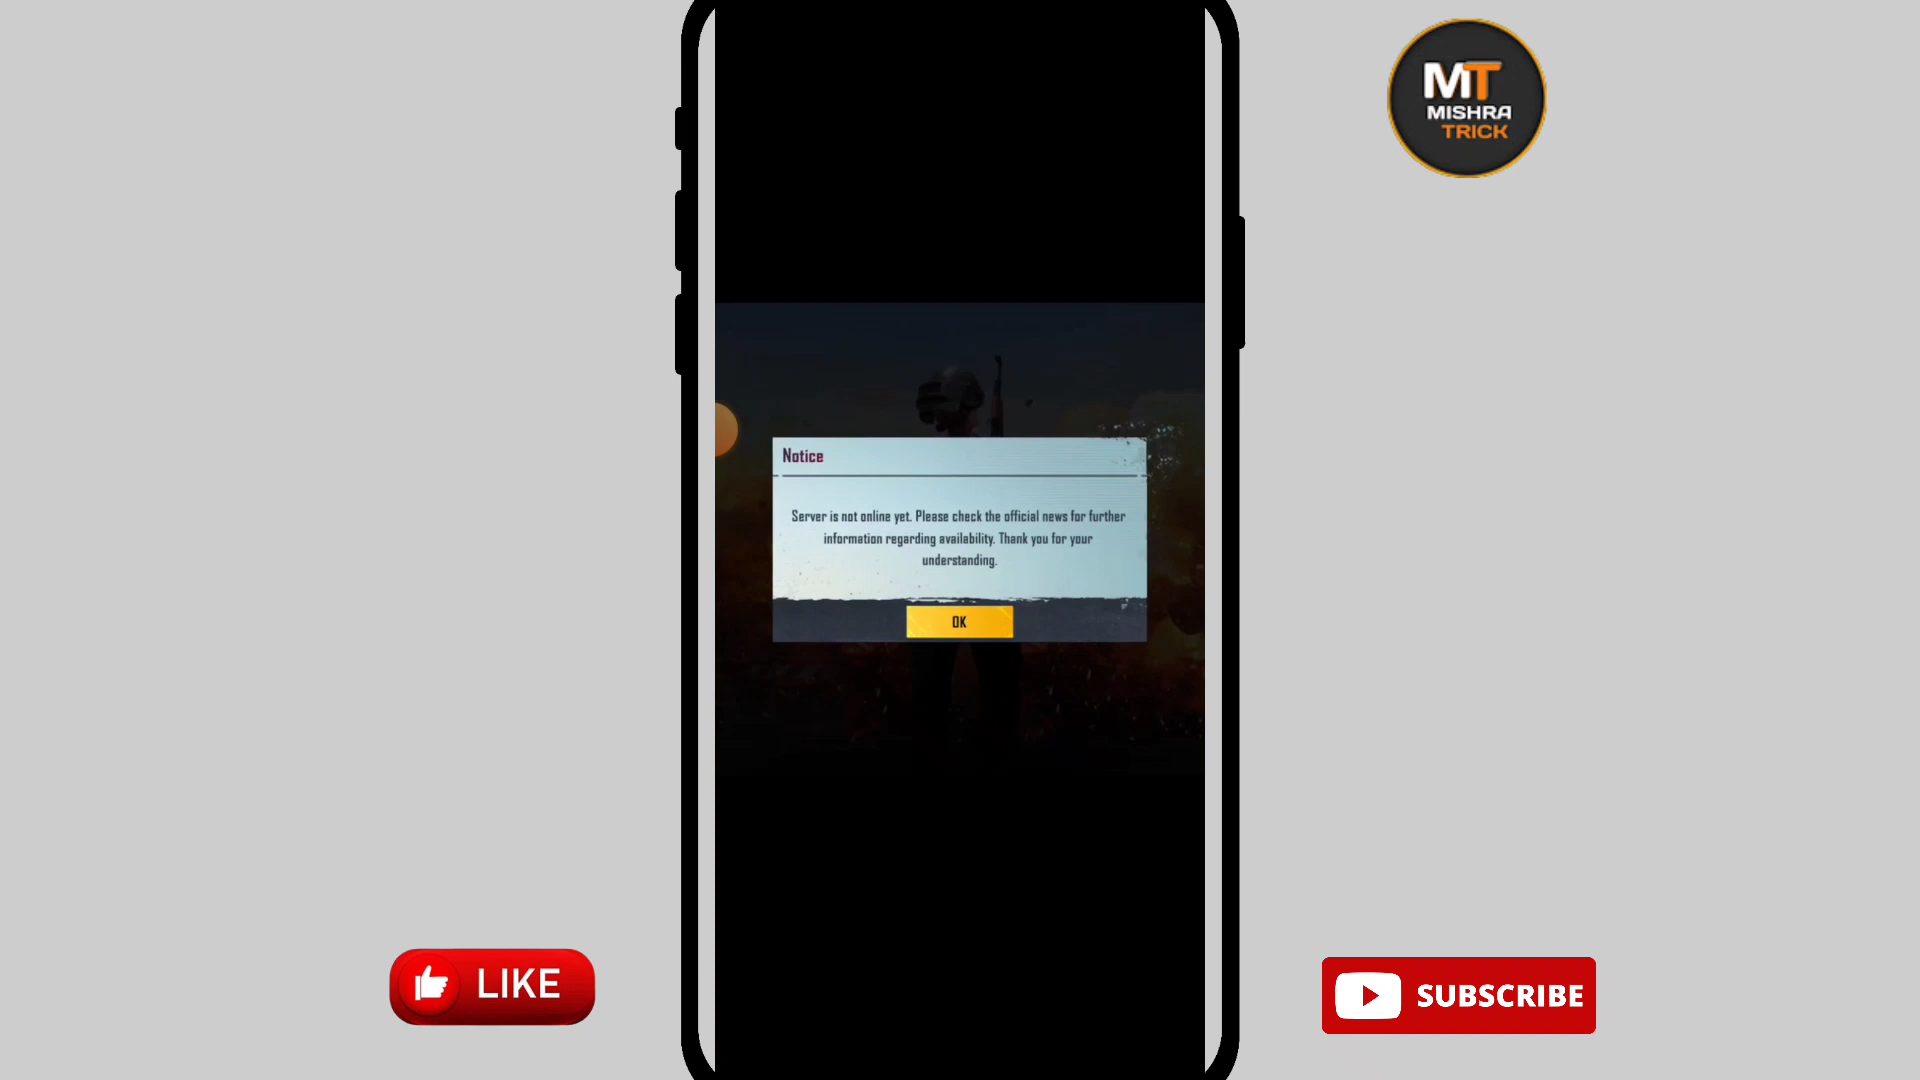 MT
MISHRA
TRICK
Notice
Server is not online yet. Please check the official news for further
information regarding availability. Thank you for your
understanding.
OK
LIKE
SUBSCRIBE